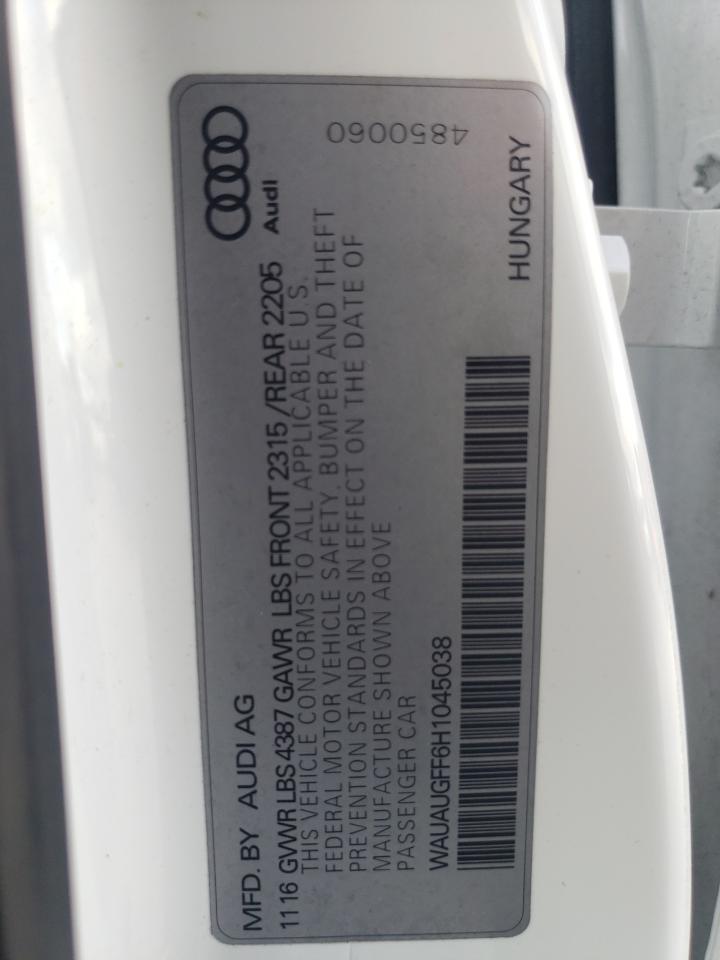 MFD. BY AUDI AG
Audi
11 16 GVWR LBS 4387 GAWR LBS FRONT 2315 /REAR 2205
THIS VEHICLE CONFORMS TO ALL APPLICABLE U.S.
FEDERAL MOTOR VEHICLE SAFETY, BUMPER AND THEFT
PREVENTION STANDARDS IN EFFECT ON THE DATE OF
MANUFACTURE SHOWN ABOVE
PASSENGER CAR
WAUAUGFF6H1045038
4850060
HUNGARY